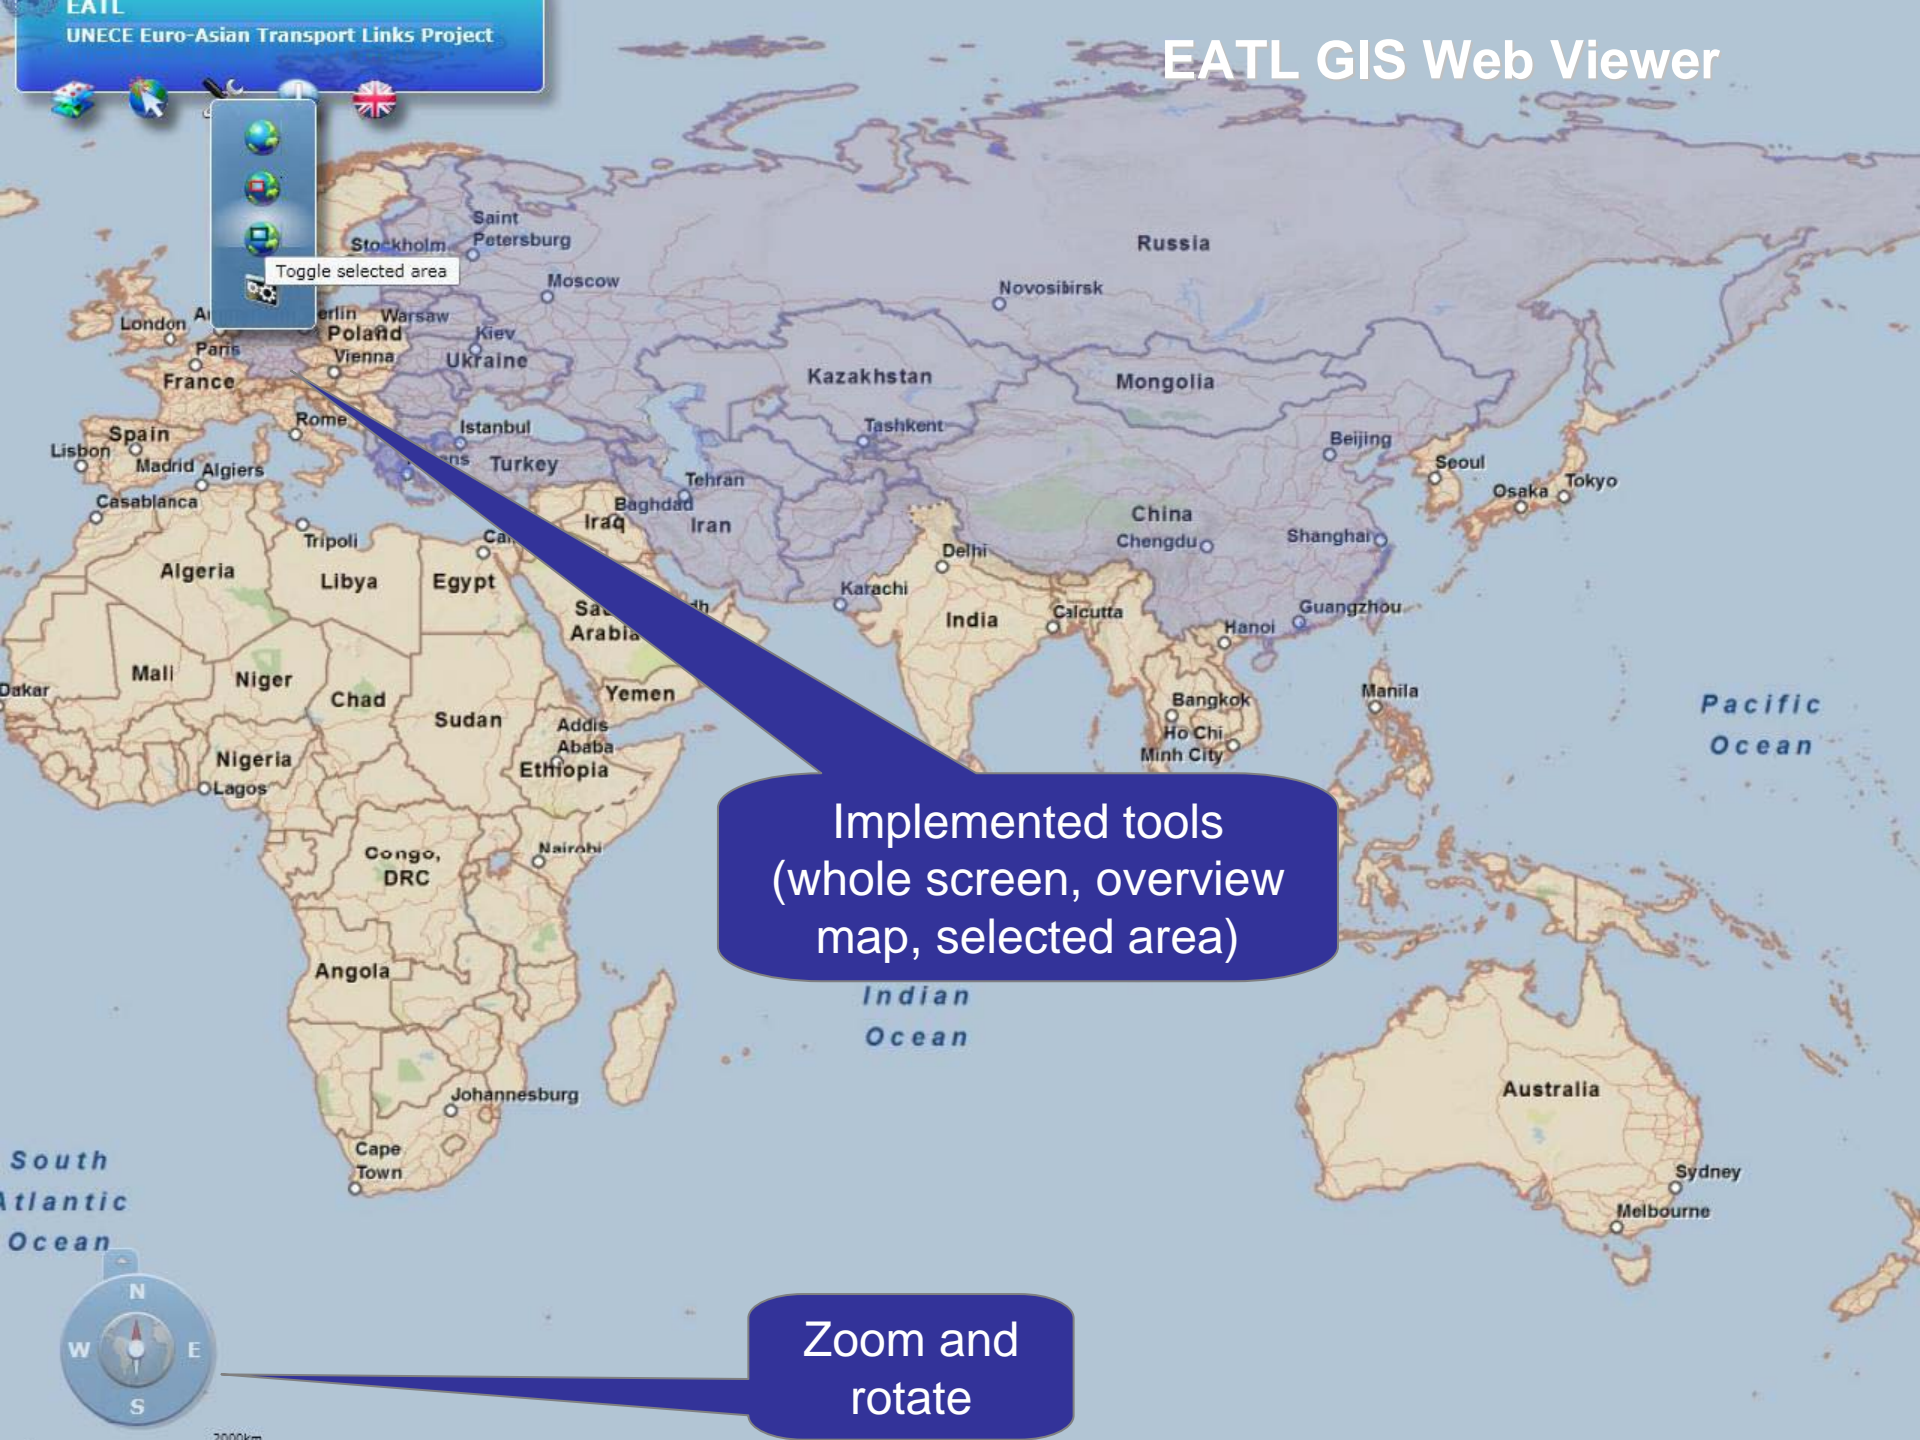 EATL
UNECE Euro-Asian Transport Links Project
EATL GIS Web Viewer
Toggle selected area
Saint
Petersburg
Stockholm
Moscow
Russia
Novosibirsk
London
Warsaw
Poland
Kiev
Paris
Vienna
Ukraine
France
Kazakhstan
Mongolia
Rome
Istanbul
Tashkent
Spain
Beijing
Lisbon
Madrid
Algiers
Turkey
Seoul
Tehran
Tokyo
Osaka
Casablanca
Baghdad
Iraq
Iran
China
Tripoli
Chengdu
Shanghai
Delhi
Algeria
Libya
Egypt
Karachi
Arabia
India
Calcutta
Guangzhou
Hanoi
Mali
Niger
Chad
Dakar
Yemen
Bangkok
Manila
Sudan
Addis
Ababa
Ho Chi
Minh City
Pacific
Ocean
Nigeria
Ethiopia
Lagos
Implemented tools
(whole screen, overview
map, selected area)
Congo,
DRC
Nairobi
Angola
Indian
Ocean
Johannesburg
Australia
Cape
Town
South
Atlantic
Ocean
Sydney
Melbourne
N
W
E
S
Zoom and
rotate
2000km